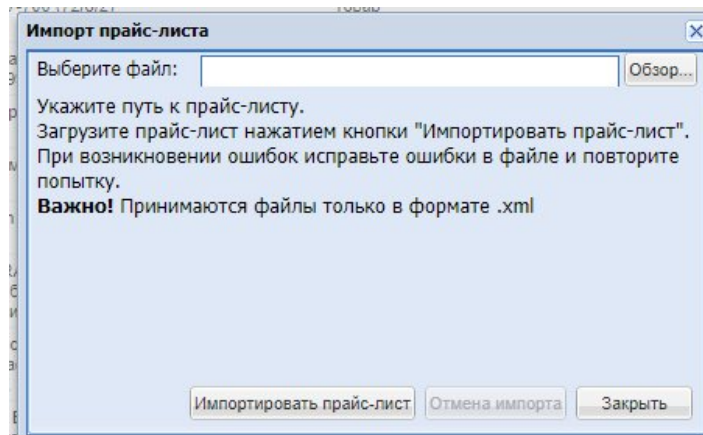 Импорт прайс-листа
Выберите файл:
Обзор...
Укажите путь к прайс-листу.
Загрузите прайс-лист нажатием кнопки "Импортировать прайс-лист".
При возникновении ошибок исправьте ошибки в файле и повторите
попытку.
Важно! Принимаются файлы только в формате .xml
Импортировать прайс-лист Отмена импорта Закрыть